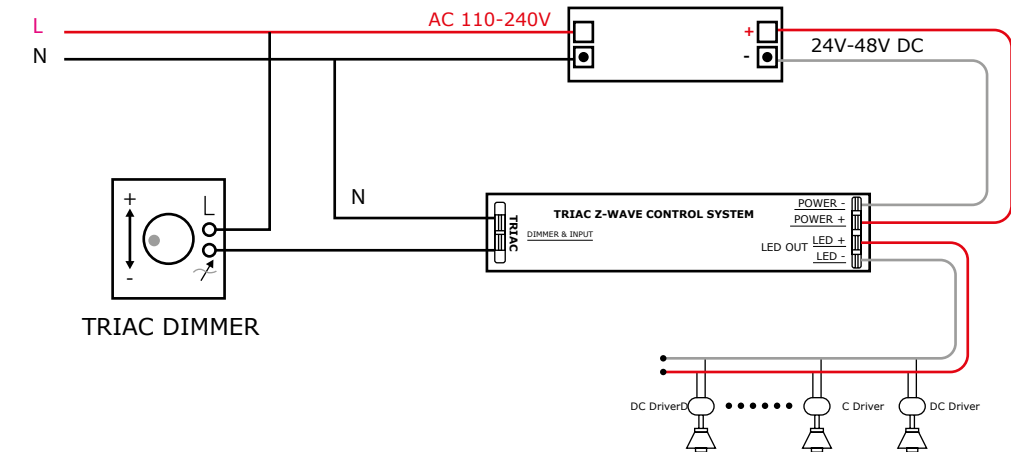 L
AC 110-240V
N
+
-
24V-48V DC
+
L
-
N
TRIAC
TRIAC Z-WAVE CONTROL SYSTEM
DIMMER & INPUT
POWER -
POWER +
LED OUT LED +
LED -
TRIAC DIMMER
DC DriverD
C Driver
DC Driver